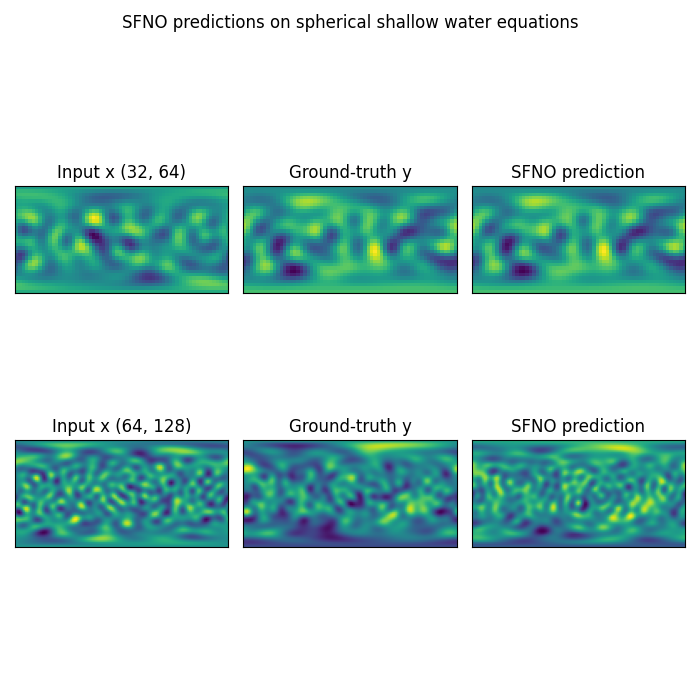 SFNO predictions on spherical shallow water equations
Input x (32, 64)
Ground-truth y
SFNO prediction
Input x (64, 128)
Ground-truth y
SFNO prediction